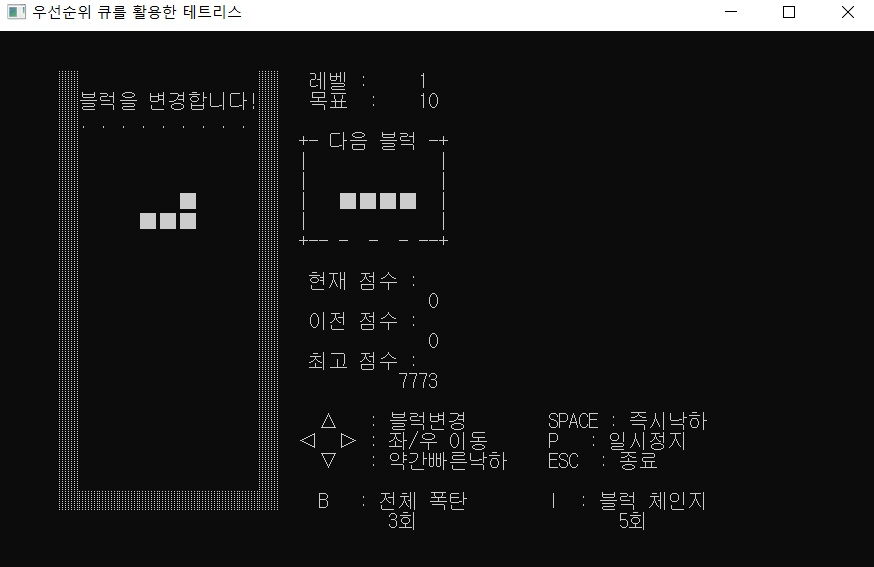 우선순위 큐를 활용한 테트리스
블럭을 변경합니다!
레벨 : 1
목표 : 10
+- 다음 블럭 -+
현재 점수 :
0
이전 점수 :
0
최고 점수 :
7773
△ : 블럭변경 SPACE : 즉시낙하
◁ ▷ : 좌/우 이동 P : 일시정지
▽ : 약간빠른낙하 ESC : 종료
B : 전체 폭탄 I : 블럭 체인지
3회 5회